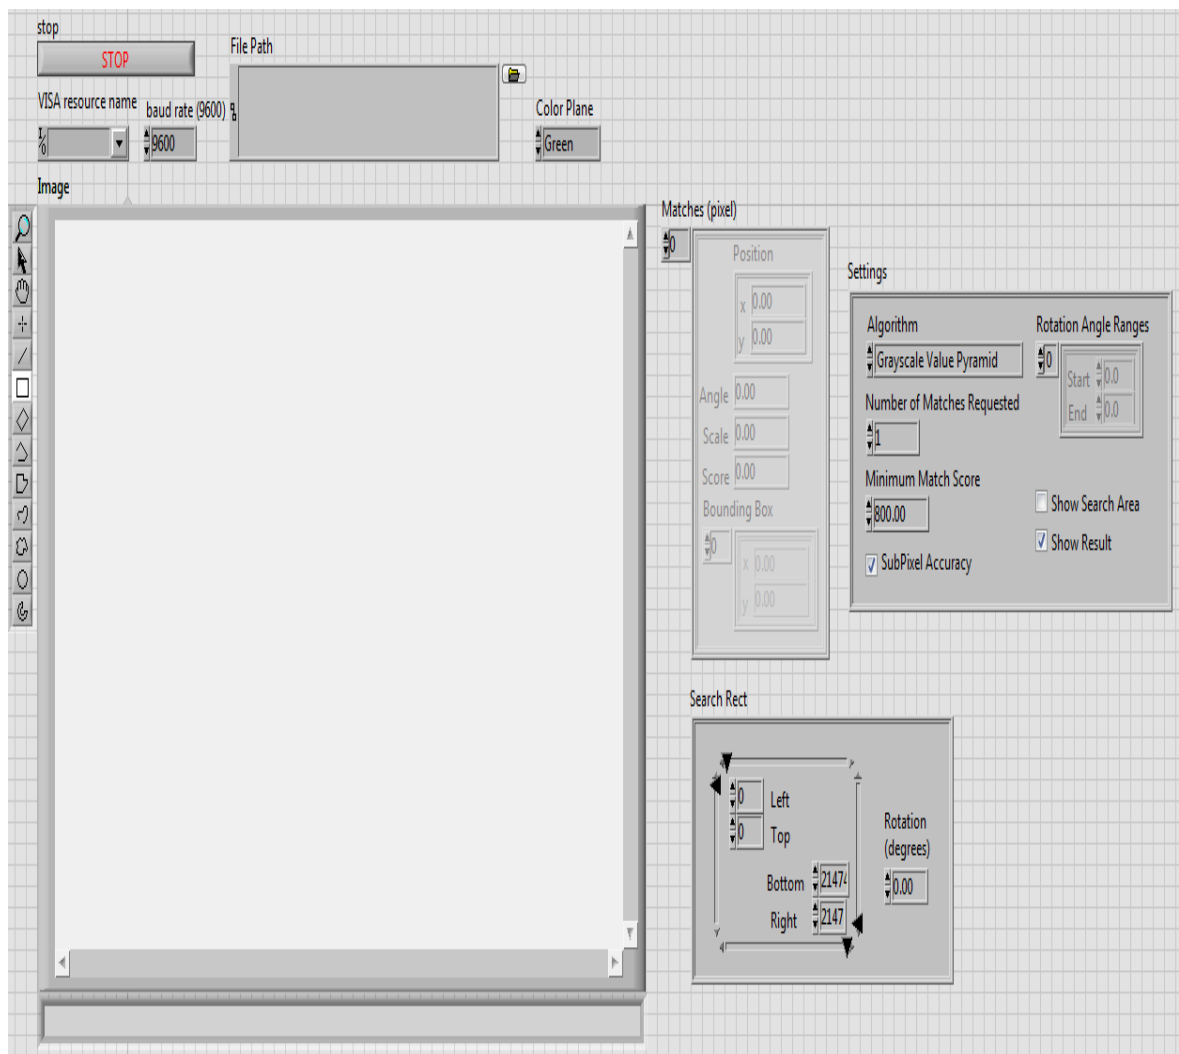 stop
STOP
File Path
VISA resource name
baud rate (9600)
9600
Color Plane
Green
Image
Matches (pixel)
0
Position
x 0.00
y 0.00
Angle 0.00
Scale 0.00
Score 0.00
Bounding Box
0
x 0.00
y 0.00
Settings
Algorithm
Grayscale Value Pyramid
Rotation Angle Ranges
0
Start 0.0
End 0.0
Number of Matches Requested
1
Minimum Match Score
800.00
Show Search Area
Show Result
SubPixel Accuracy
Search Rect
0 Left
0 Top
Bottom 21474
Right 2147
Rotation
(degrees)
0.00